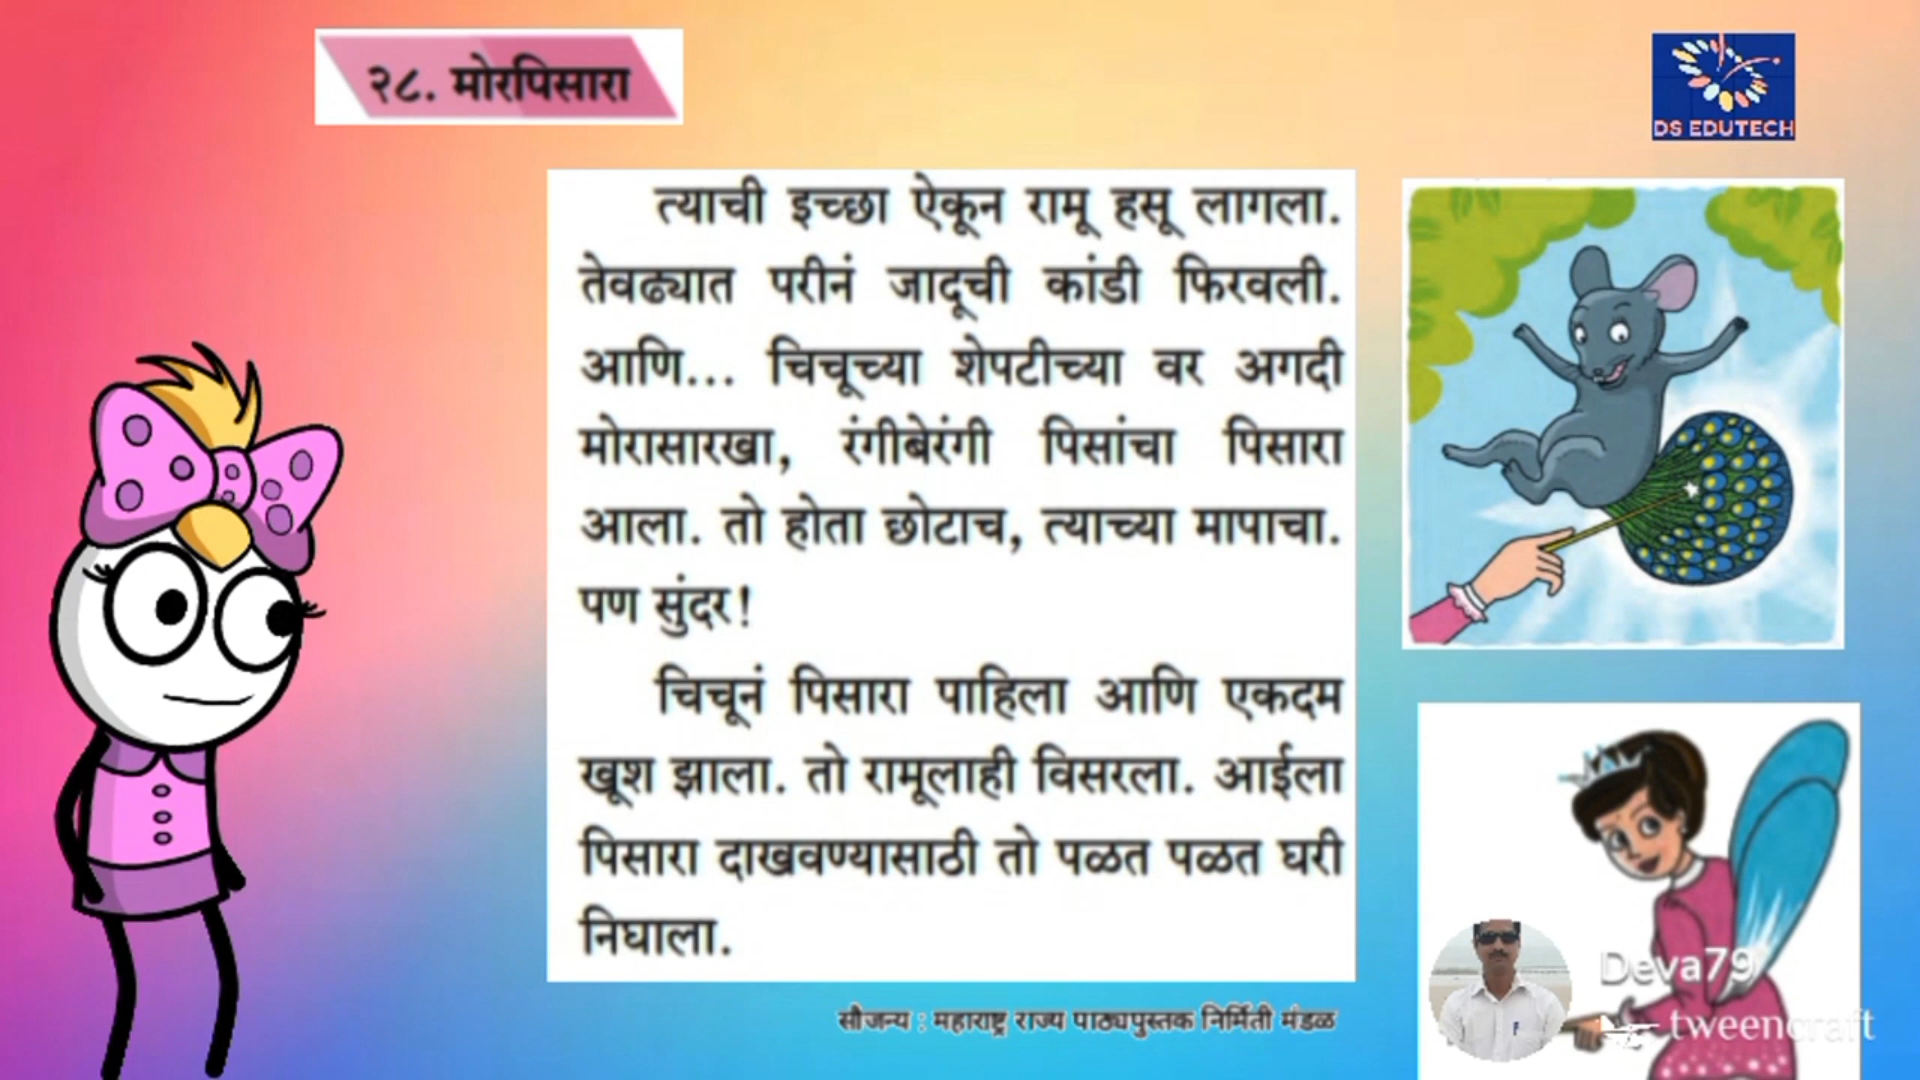 २८. मोरपिसारा
DS EDUTECH
त्याची इच्छा ऐकून रामू हसू लागला.
तेवढ्यात परीनं जादूची कांडी फिरवली.
आणि... चिचूच्या शेपटीच्या वर अगदी
मोरासारखा, रंगीबेरंगी पिसांचा पिसारा
आला. तो होता छोटाच, त्याच्या मापाचा.
पण सुंदर!
चिचूनं पिसारा पाहिला आणि एकदम
खूश झाला. तो रामूलाही विसरला. आईला
पिसारा दाखवण्यासाठी तो पळत पळत घरी
निघाला.
सौजन्य : महाराष्ट्र राज्य पाठ्यपुस्तक निर्मिती मंडळ
Deva79
tweencraft